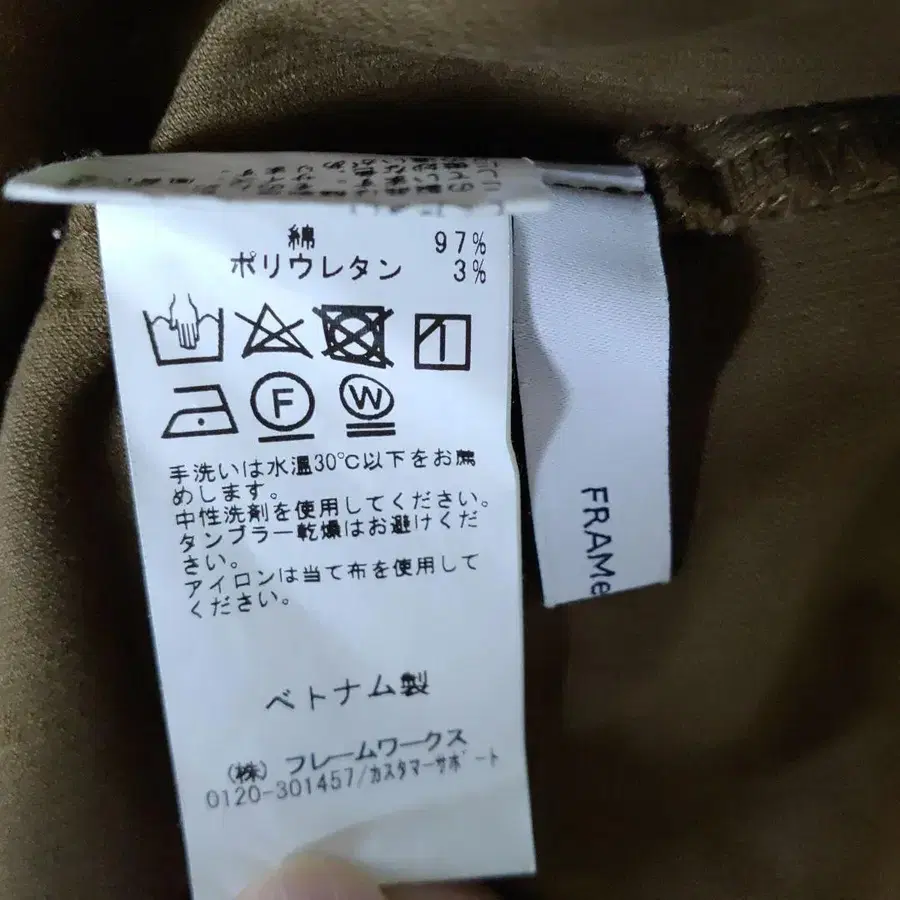 綿 97%
ポリウレタン 3%
F
W
手洗いは水温30℃以下をお薦
めします。
中性洗剤を使用してください。
タンブラー乾燥はお避けくだ
さい。
アイロンは当て布を使用して
ください。
ベトナム製
(株) フレームワークス
0120-301457/カスタマーサポート
FRAMe